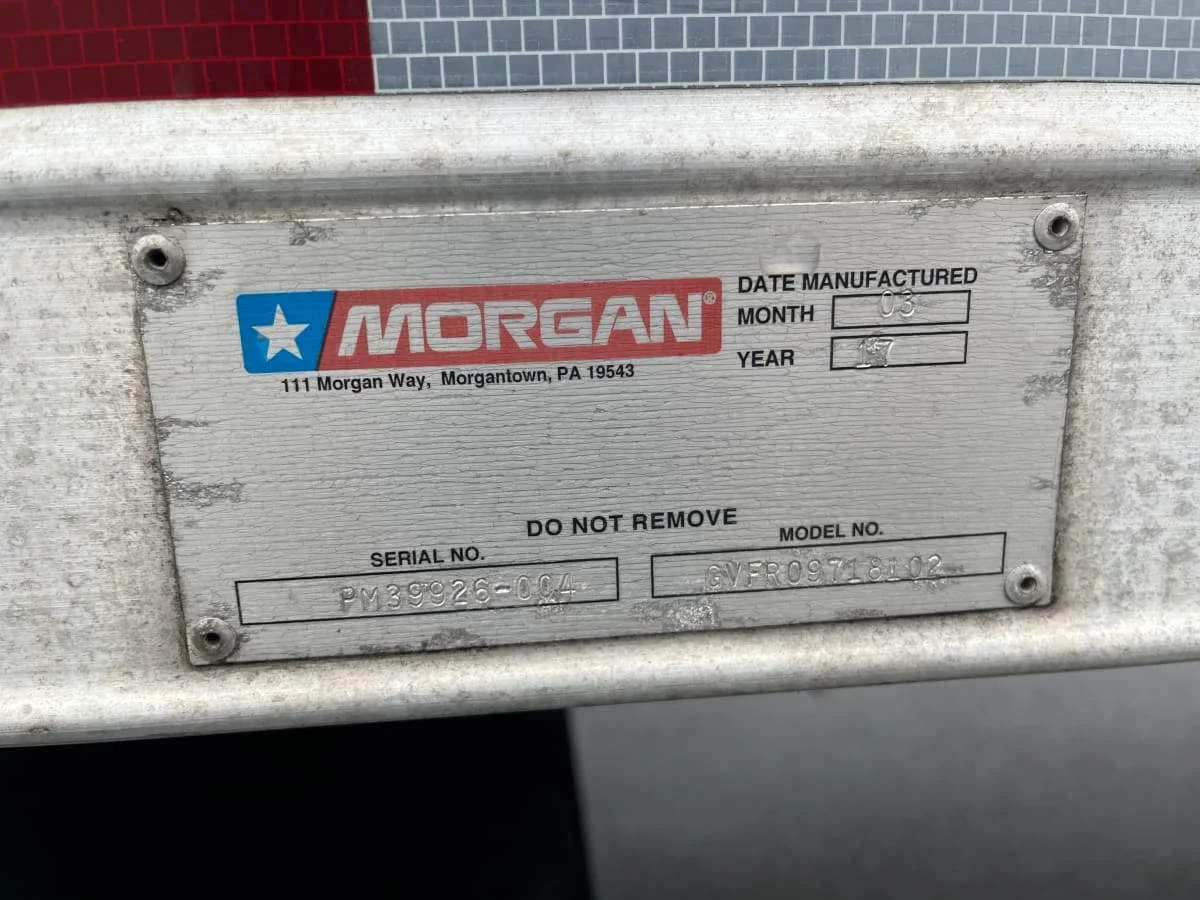 MORGAN®
111 Morgan Way, Morgantown, PA 19543
DATE MANUFACTURED
MONTH 03
YEAR 17
DO NOT REMOVE
SERIAL NO.
PM39926-004
MODEL NO.
GVFR09718102